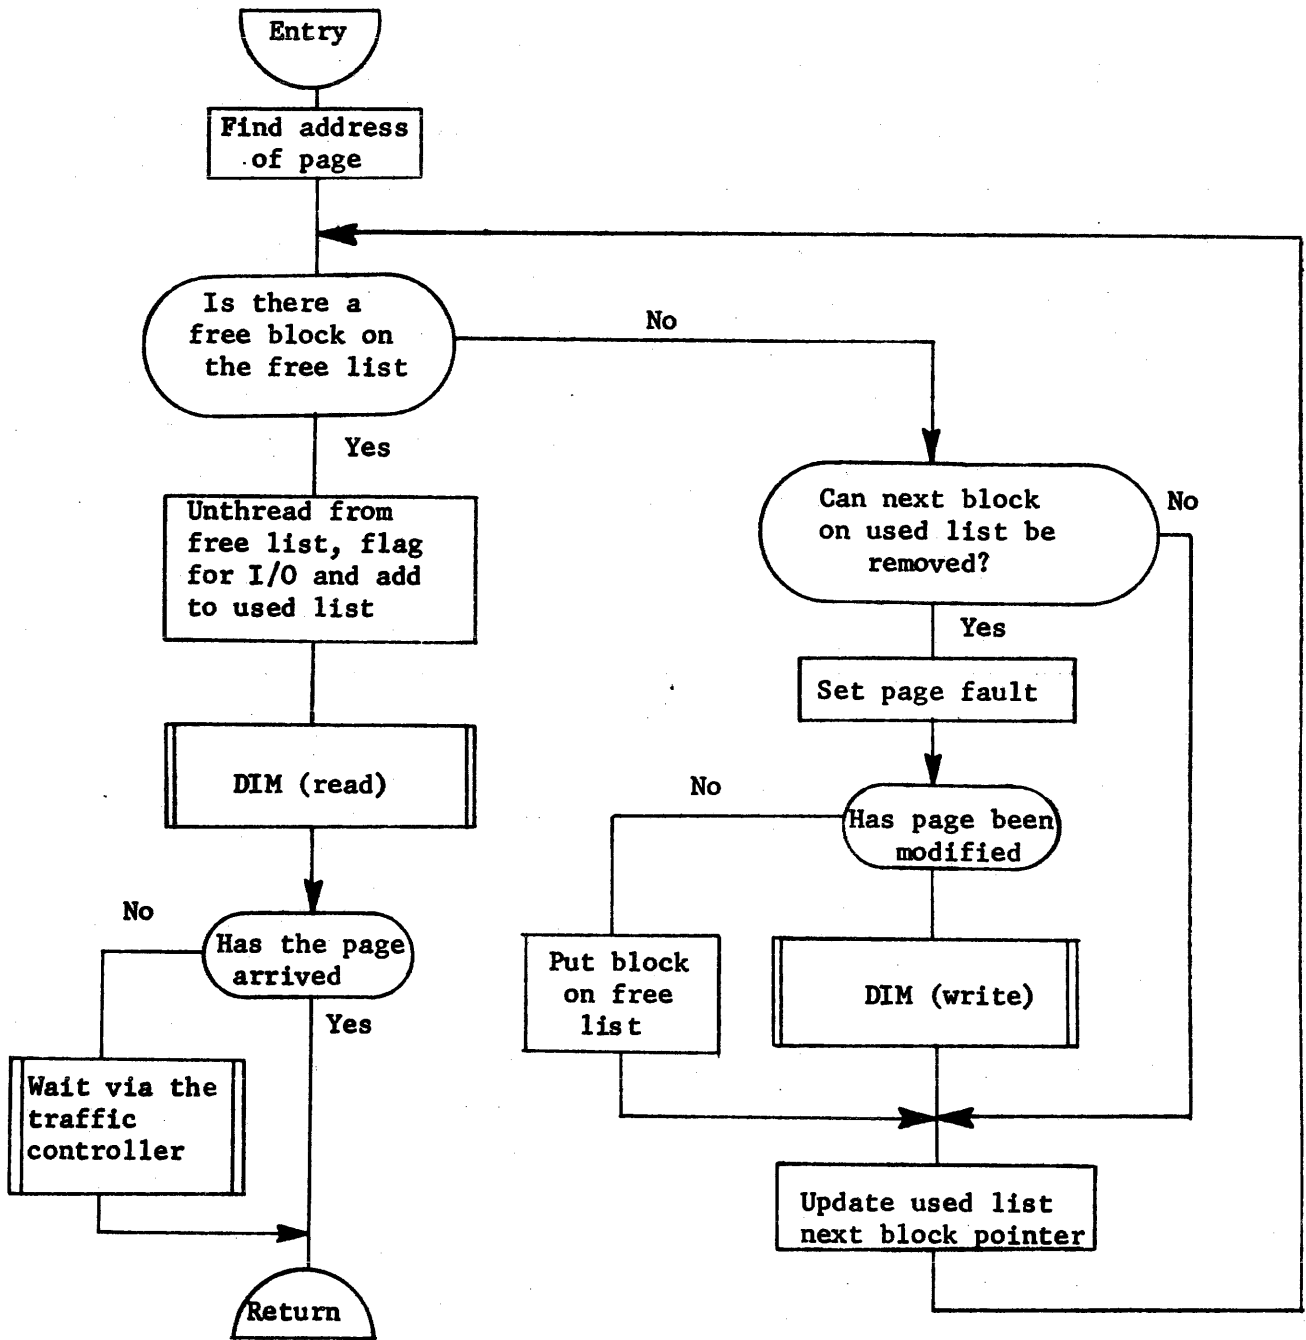 Entry
Find address
of page
Is there a
free block on
the free list
No
Yes
Unthread from
free list, flag
for I/O and add
to used list
DIM (read)
No
Has the page
arrived
Yes
Wait via the
traffic
controller
Return
Can next block
on used list be
removed?
No
Yes
Set page fault
No
Has page been
modified
Put block
on free
list
DIM (write)
Update used list
next block pointer